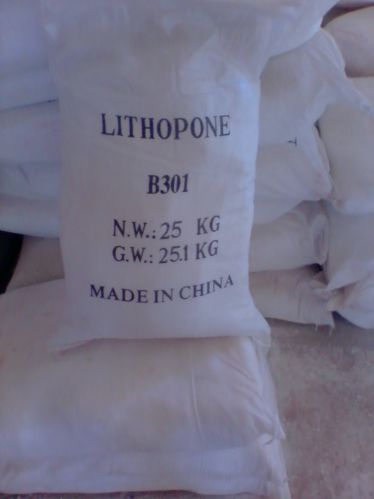 LITHOPONE
B301
N.W.: 25 KG
G.W.: 25.1 KG
MADE IN CHINA